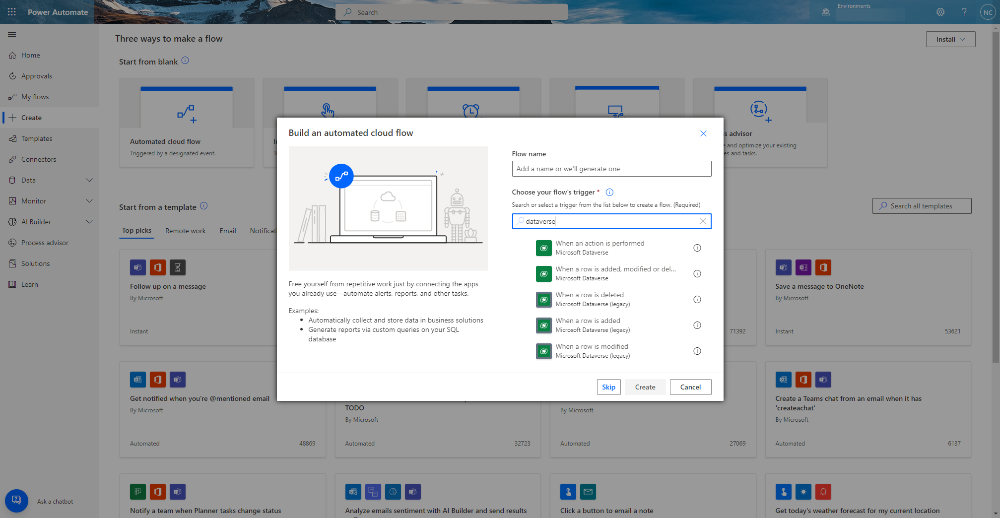 Power Automate
Search
Environments
NC
Home
Approvals
My flows
Create
Templates
Connectors
Data
Monitor
AI Builder
Process advisor
Solutions
Learn
Ask a chatbot
Three ways to make a flow
Install
Start from blank
Automated cloud flow
Triggered by a designated event.
s advisor
e and optimize your existing
es and tasks.
Start from a template
Search all templates
Top picks
Remote work
Email
Notificat
Follow up on a message
By Microsoft
Instant
71392
Save a message to OneNote
By Microsoft
Instant
53621
Build an automated cloud flow
Free yourself from repetitive work just by connecting the apps
you already use—automate alerts, reports, and other tasks.
Examples:
• Automatically collect and store data in business solutions
• Generate reports via custom queries on your SQL
database
Flow name
Add a name or we'll generate one
Choose your flow's trigger *
Search or select a trigger from the list below to create a flow. (Required)
dataverse
When an action is performed
Microsoft Dataverse
When a row is added, modified or del...
Microsoft Dataverse
When a row is deleted
Microsoft Dataverse (legacy)
When a row is added
Microsoft Dataverse (legacy)
When a row is modified
Microsoft Dataverse (legacy)
Skip
Create
Cancel
Get notified when you're @mentioned email
By Microsoft
Automated
48869
TODO
By Microsoft
Automated
32723
By Microsoft
Automated
27069
Create a Teams chat from an email when it has
'createachat'
By Microsoft
Automated
6137
Notify a team when Planner tasks change status
Analyze emails sentiment with AI Builder and send results
Click a button to email a note
Get today's weather forecast for my current location